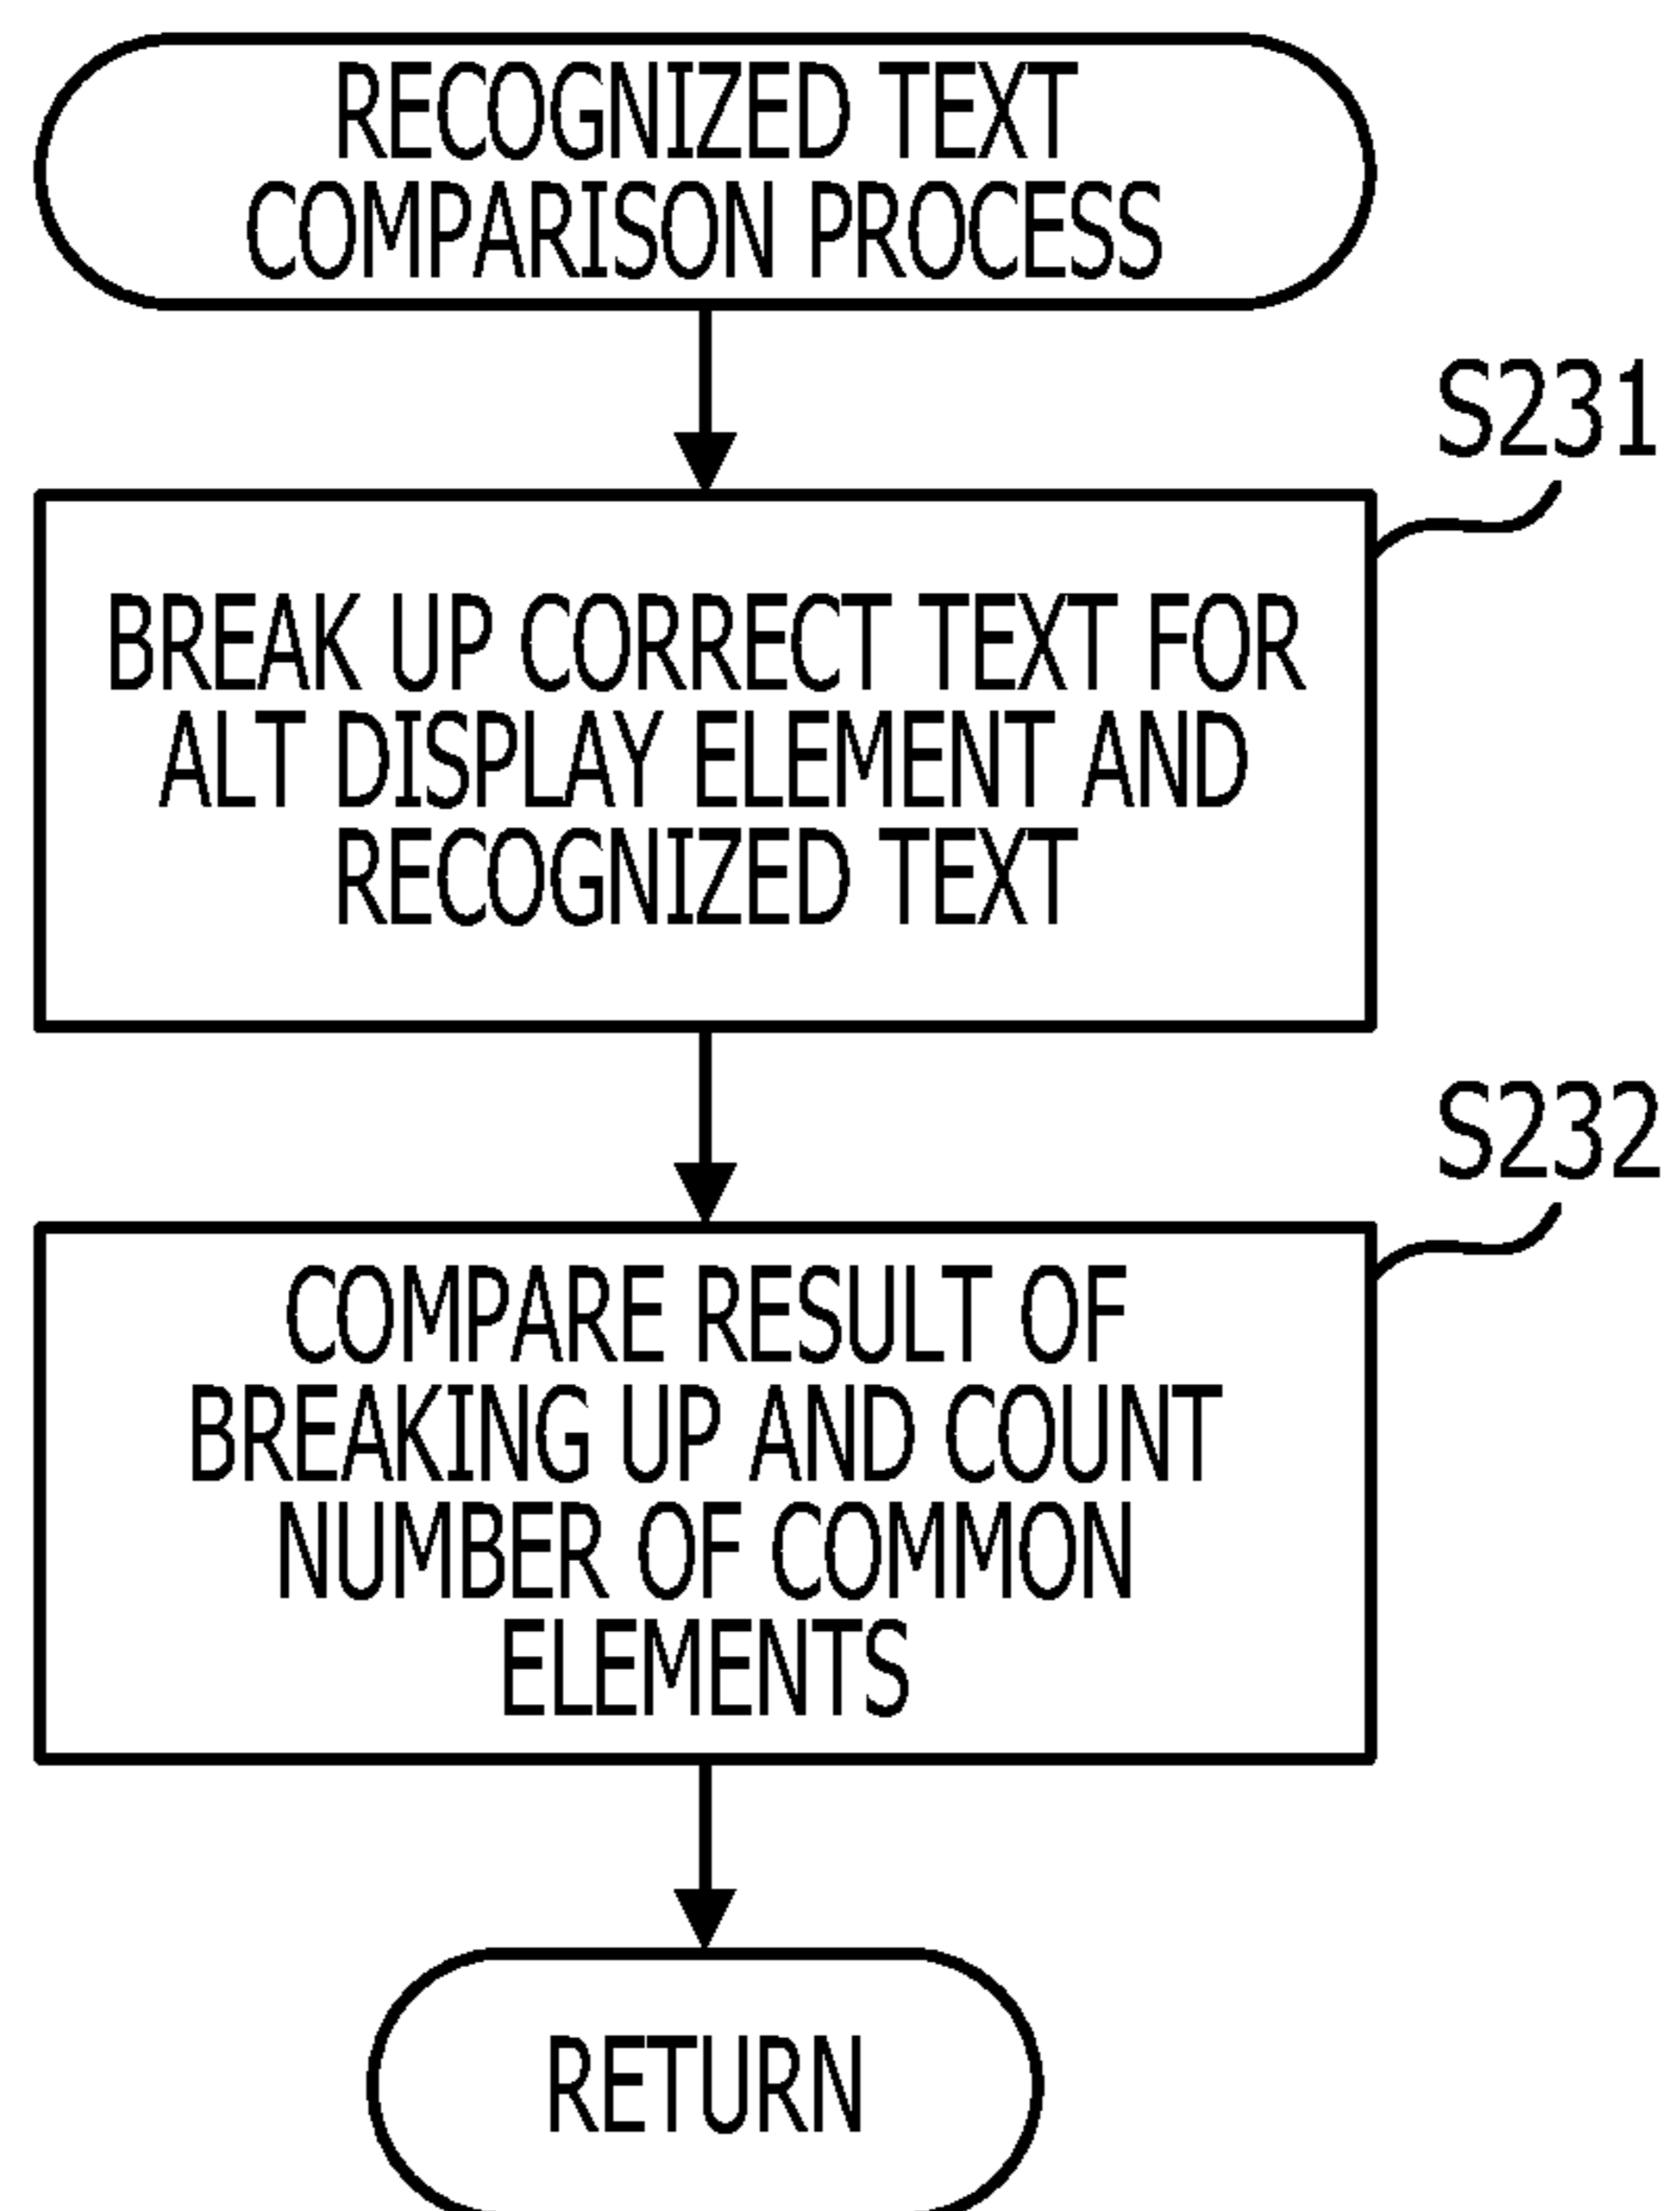 RECOGNIZED TEXT
COMPARISON PROCESS
S231
BREAK UP CORRECT TEXT FOR
ALT DISPLAY ELEMENT AND
RECOGNIZED TEXT
S232
COMPARE RESULT OF
BREAKING UP AND COUNT
NUMBER OF COMMON
ELEMENTS
RETURN